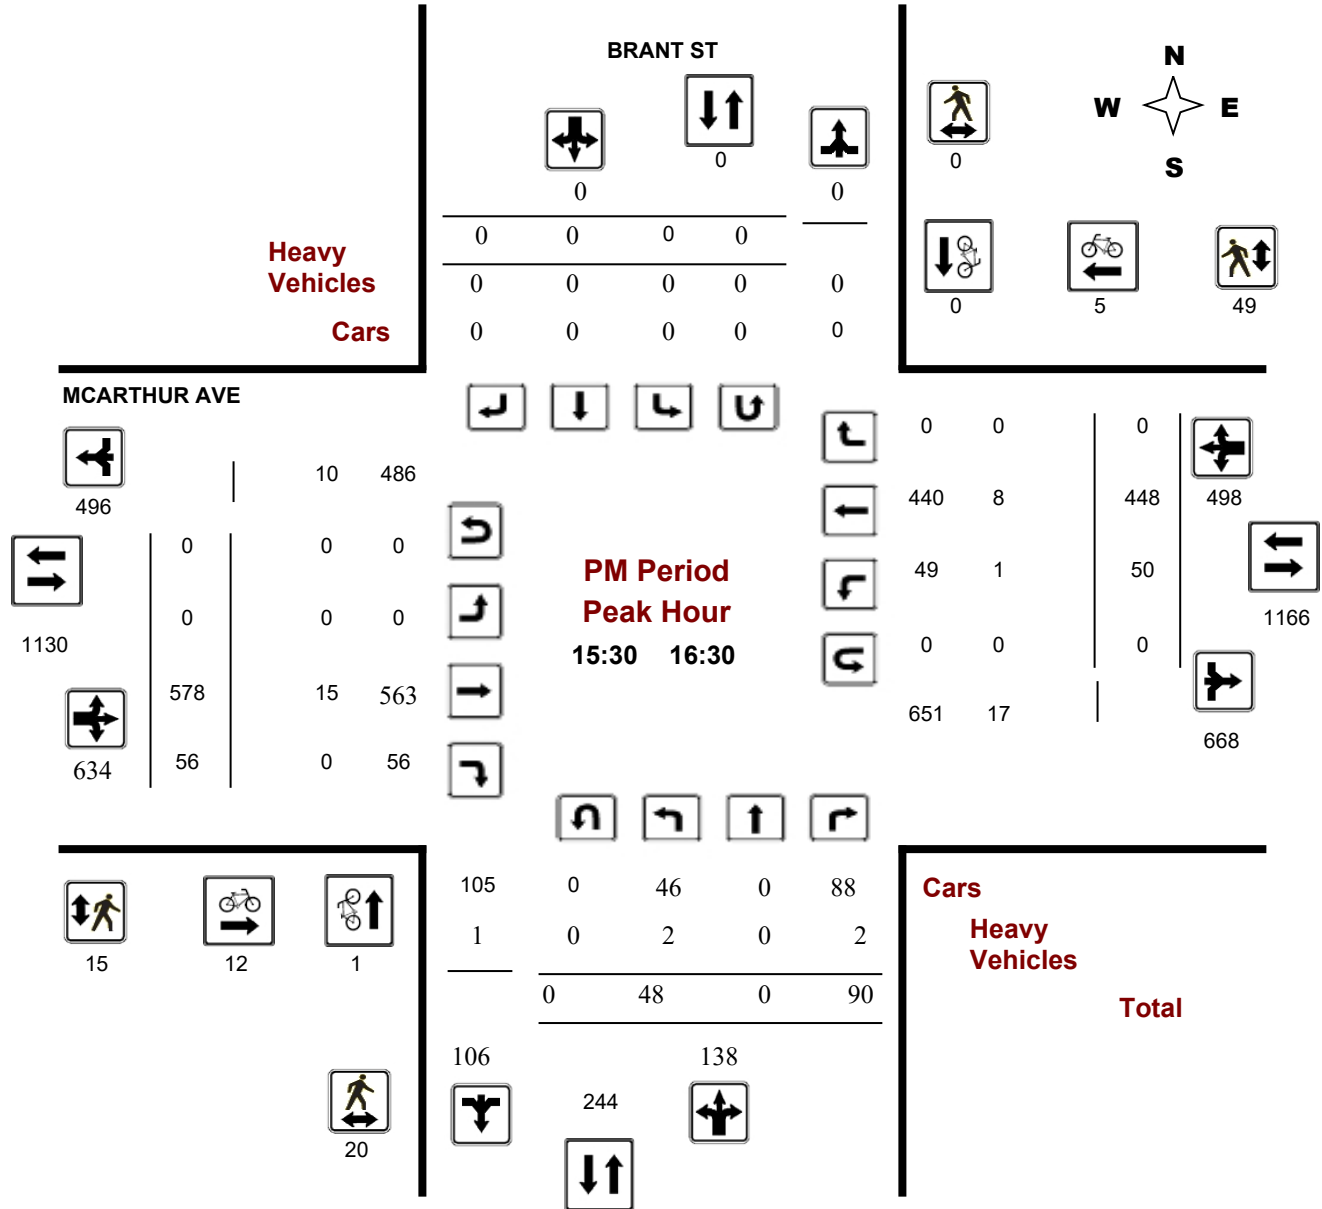 BRANT ST
N
W E
S
0
0
0 0
0 0 0 0
Heavy
Vehicles
0 0 0 0 0
Cars
0 0 0 0 0
0 5 49
MCARTHUR AVE
496
10 486
0 0 0
0 0 0
1130
578 15 563
634
56 0 56
PM Period
Peak Hour
15:30 16:30
0 0 0
440 8 448 498
49 1 50
1166
0 0 0
651 17
668
15 12 1
20
105 0 46 0 88
Cars
1 0 2 0 2
Heavy
Vehicles
0 48 0 90
Total
106 138
244